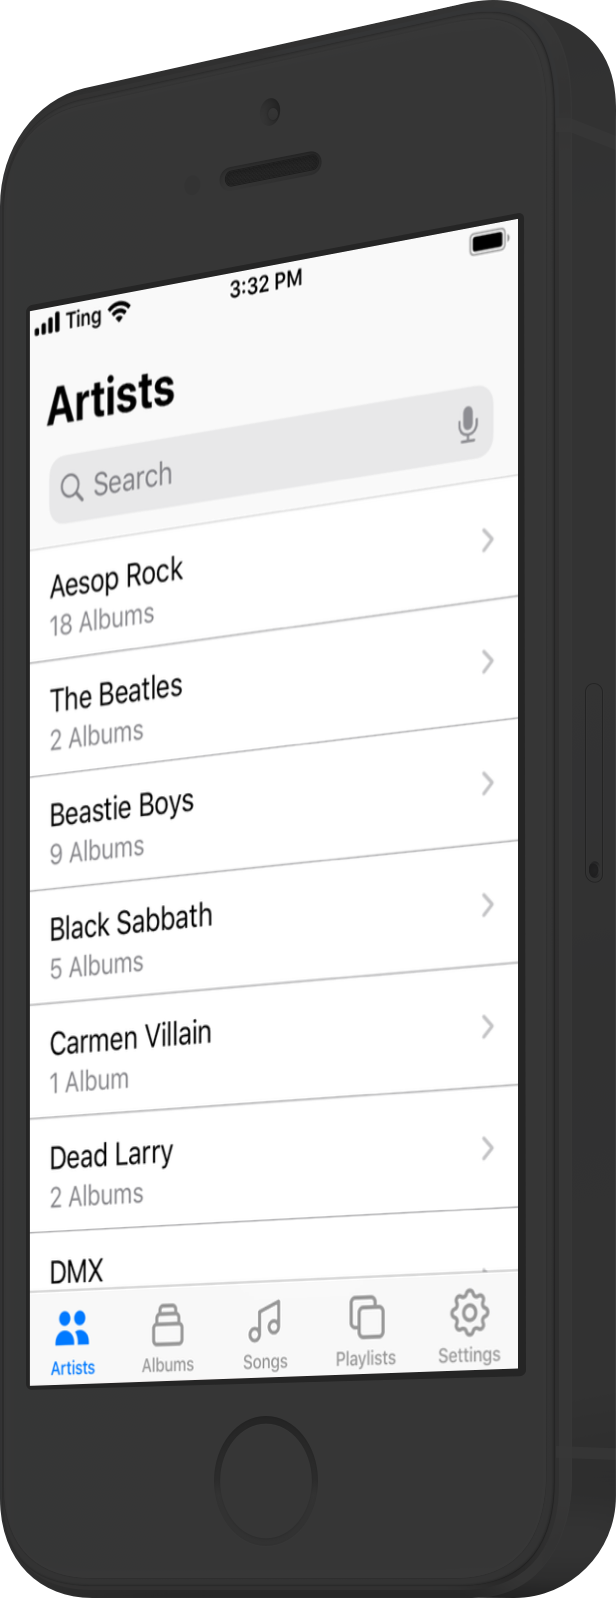 Ting 3:32 PM
Artists
Search
Aesop Rock
18 Albums
The Beatles
2 Albums
Beastie Boys
9 Albums
Black Sabbath
5 Albums
Carmen Villain
1 Album
Dead Larry
2 Albums
DMX
Artists Albums Songs Playlists Settings